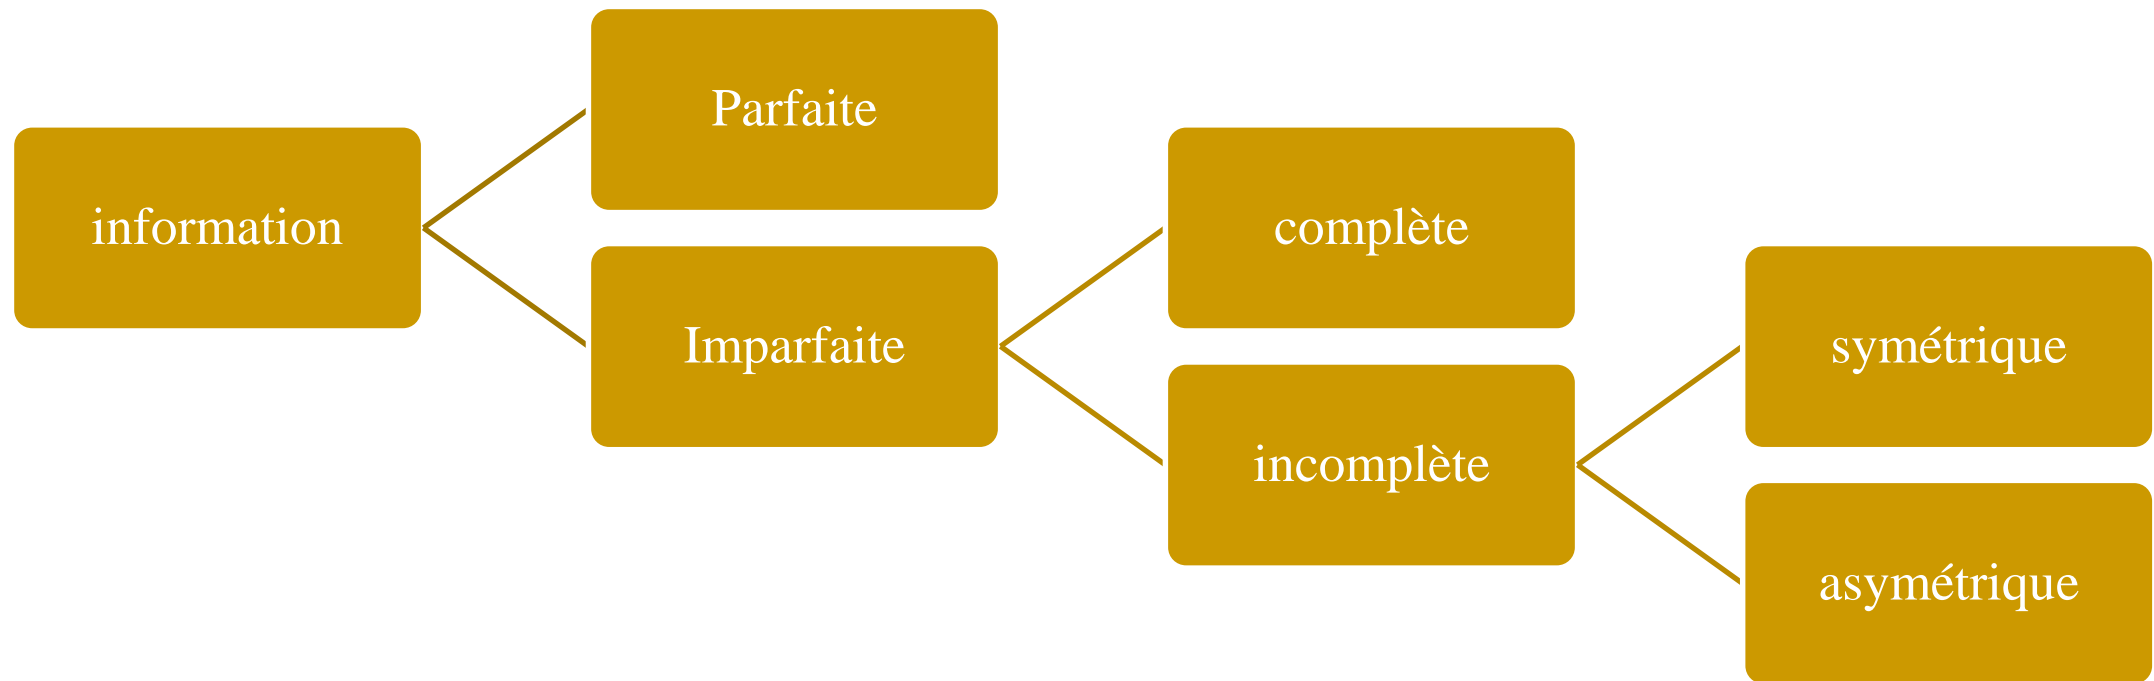 information
Parfaite
Imparfaite
complète
incomplète
symétrique
asymétrique